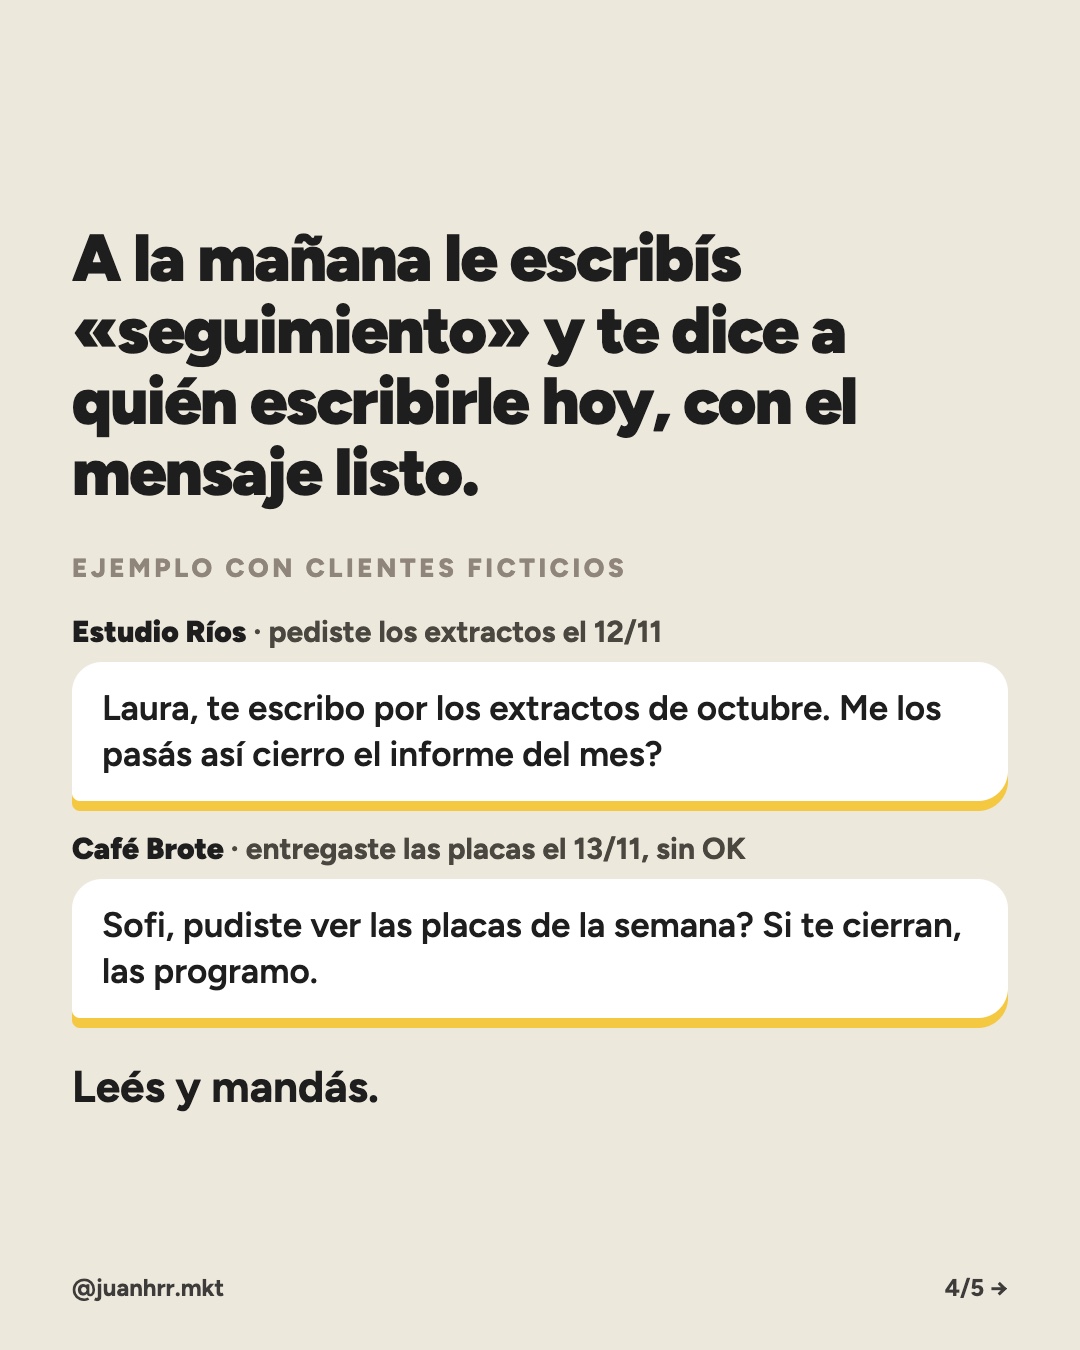 A la mañana le escribís
«seguimiento» y te dice a
quién escribirle hoy, con el
mensaje listo.
EJEMPLO CON CLIENTES FICTICIOS
Estudio Ríos · pediste los extractos el 12/11
Laura, te escribo por los extractos de octubre. Me los
pasás así cierro el informe del mes?
Café Brote · entregaste las placas el 13/11, sin OK
Sofi, pudiste ver las placas de la semana? Si te cierran,
las programo.
Leés y mandás.
@juanhrr.mkt
4/5 →